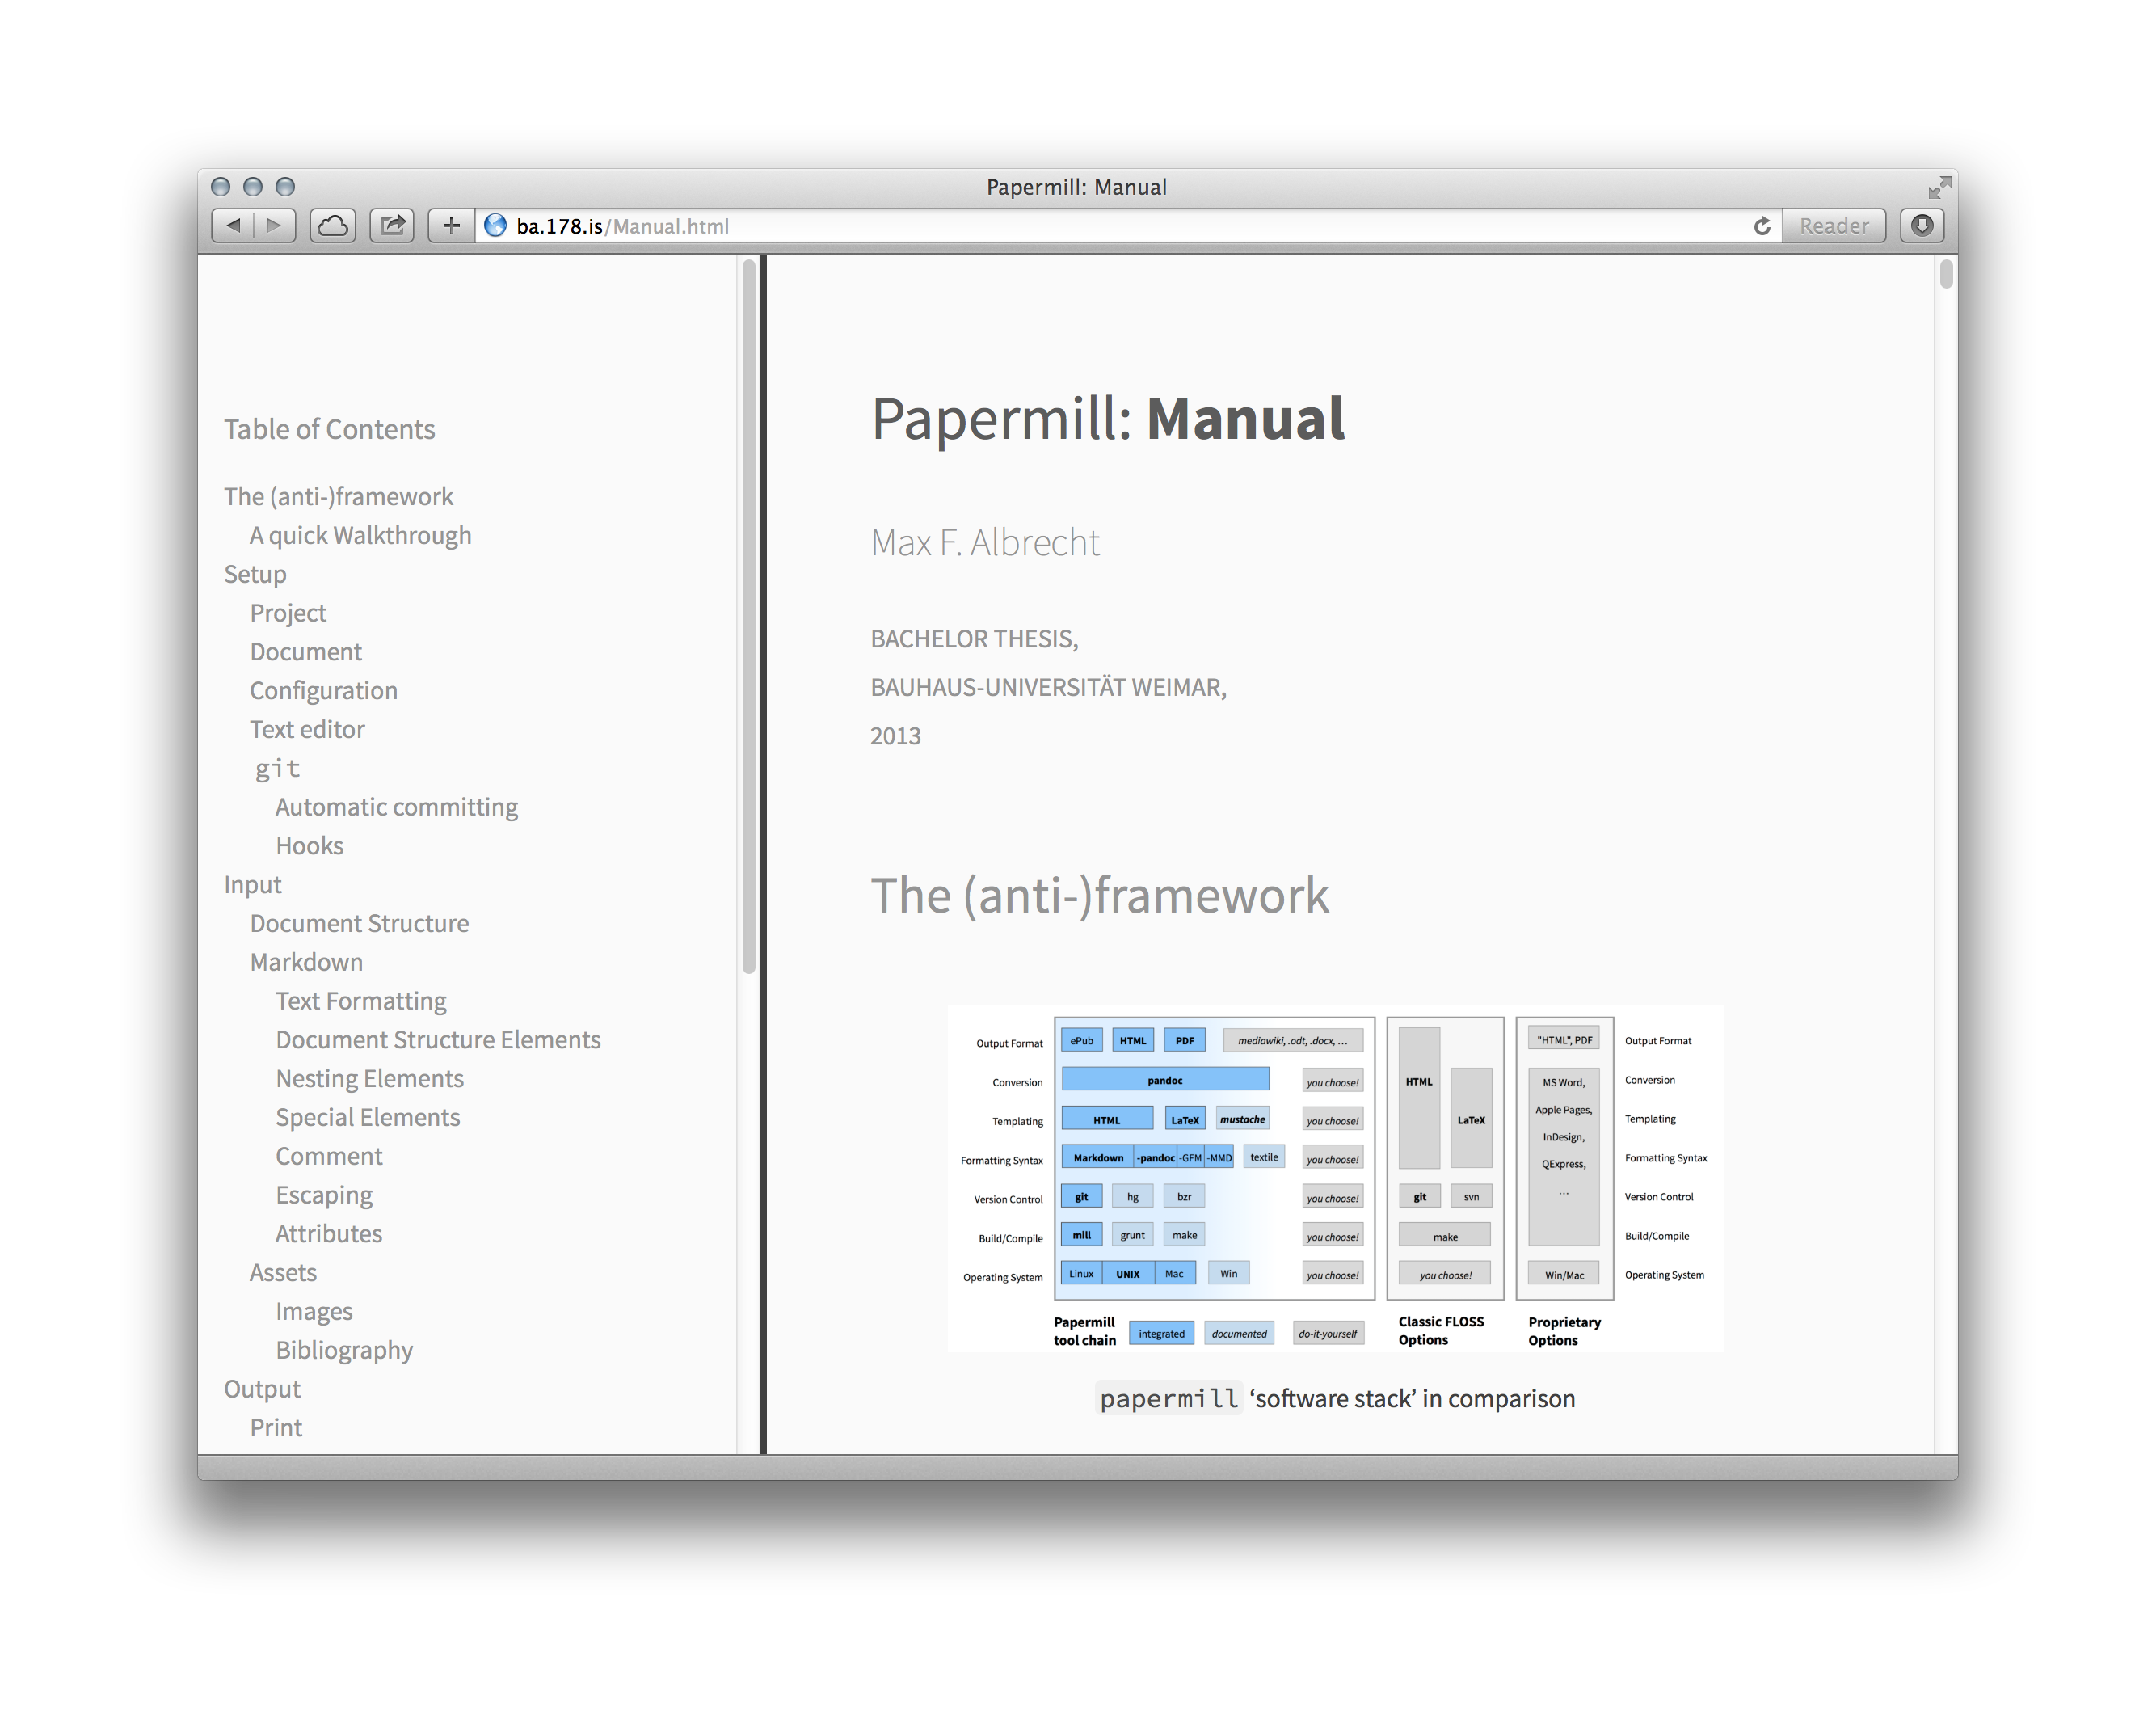 Papermill: Manual
ba.178.is/Manual.html
Reader
Table of Contents
The (anti-)framework
A quick Walkthrough
Setup
Project
Document
Configuration
Text editor
git
Automatic committing
Hooks
Input
Document Structure
Markdown
Text Formatting
Document Structure Elements
Nesting Elements
Special Elements
Comment
Escaping
Attributes
Assets
Images
Bibliography
Output
Print
Papermill: Manual
Max F. Albrecht
BACHELOR THESIS,
BAUHAUS-UNIVERSITÄT WEIMAR,
2013
The (anti-)framework
Output Format ePub HTML PDF mediawiki, .odt, .docx, ... "HTML", PDF Output Format
Conversion pandoc you choose! HTML MS Word, Conversion
Apple Pages,
Templating HTML LaTeX mustache you choose! LaTeX Templating
InDesign,
Formatting Syntax Markdown -pandoc -GFM -MMD textile you choose! QExpress, Formatting Syntax
Version Control git hg bzr you choose! git svn ... Version Control
Build/Compile mill grunt make you choose! make Build/Compile
Operating System Linux UNIX Mac Win you choose! you choose! Win/Mac Operating System
Papermill tool chain integrated documented do-it-yourself Classic FLOSS Options Proprietary Options
papermill ‘software stack’ in comparison